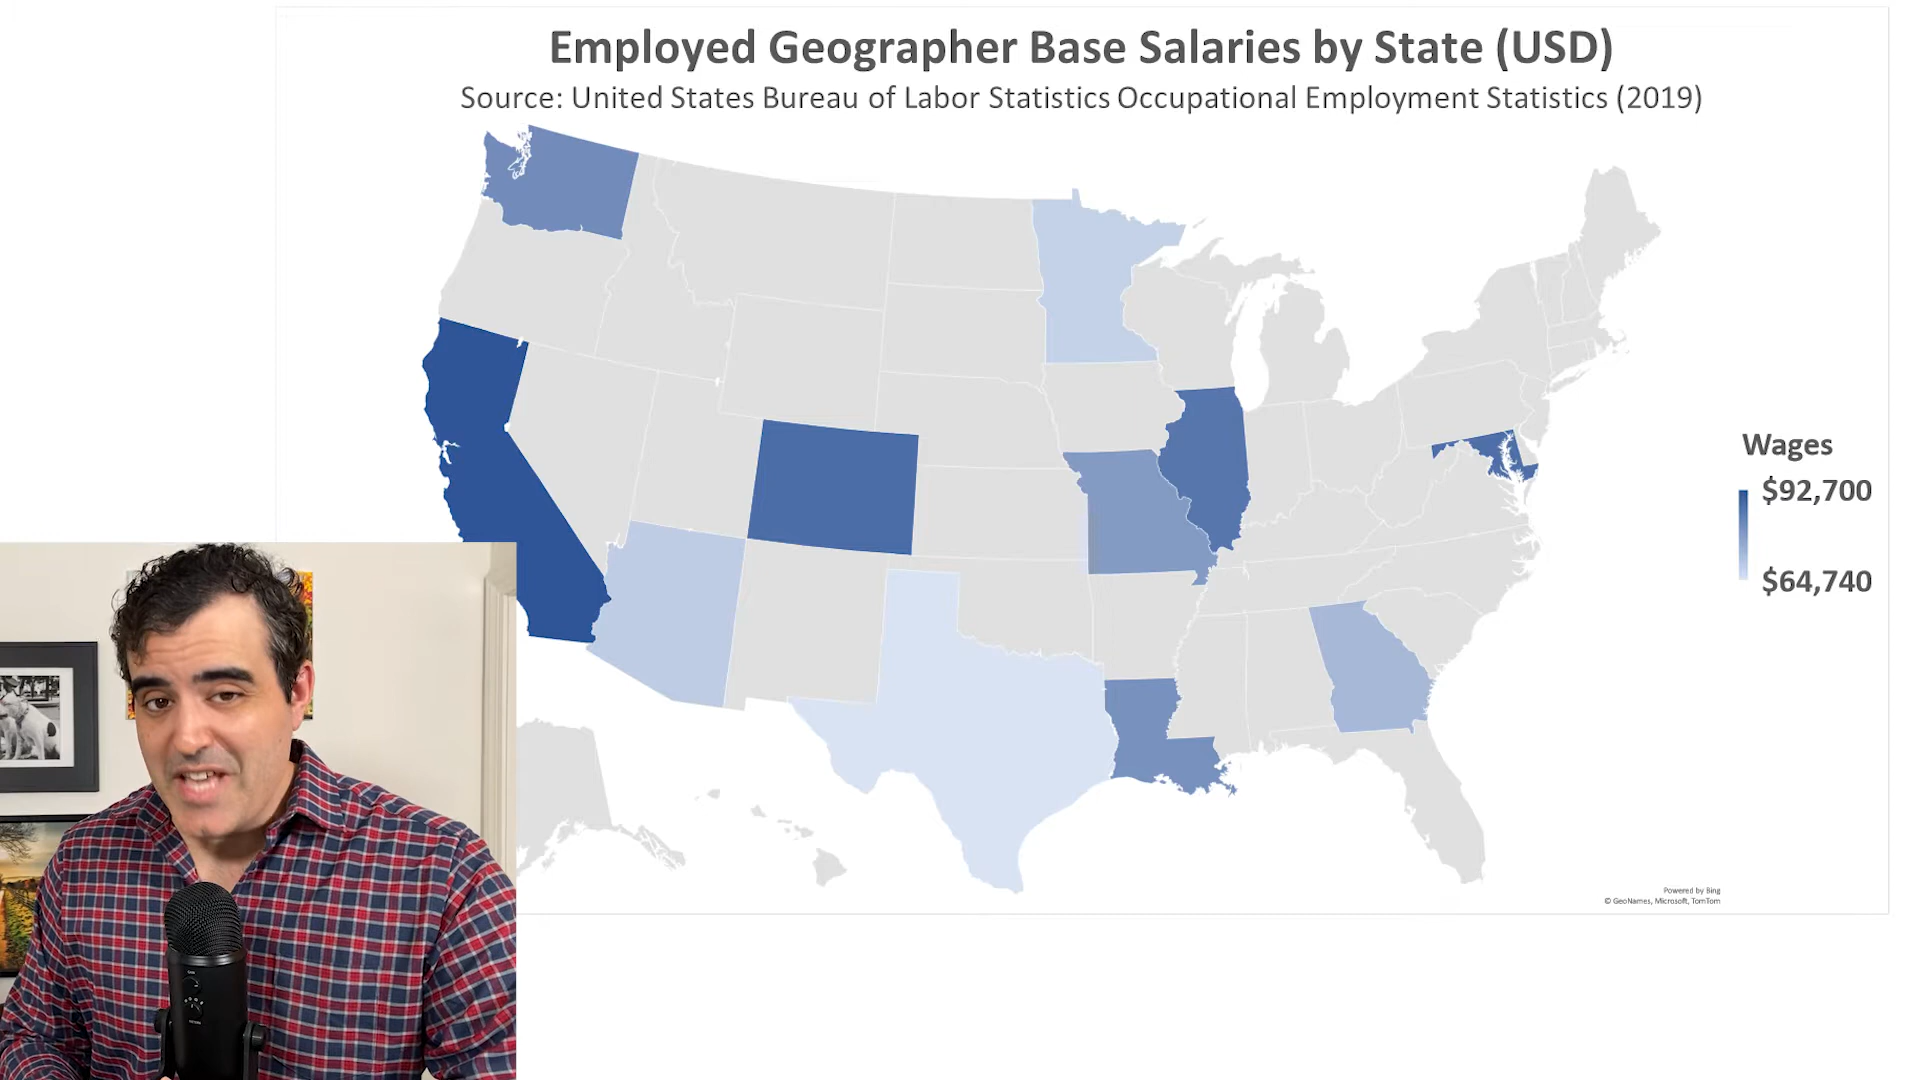 Employed Geographer Base Salaries by State (USD)
Source: United States Bureau of Labor Statistics Occupational Employment Statistics (2019)
Wages
$92,700
$64,740
Powered by Bing
© GeoNames, Microsoft, TomTom